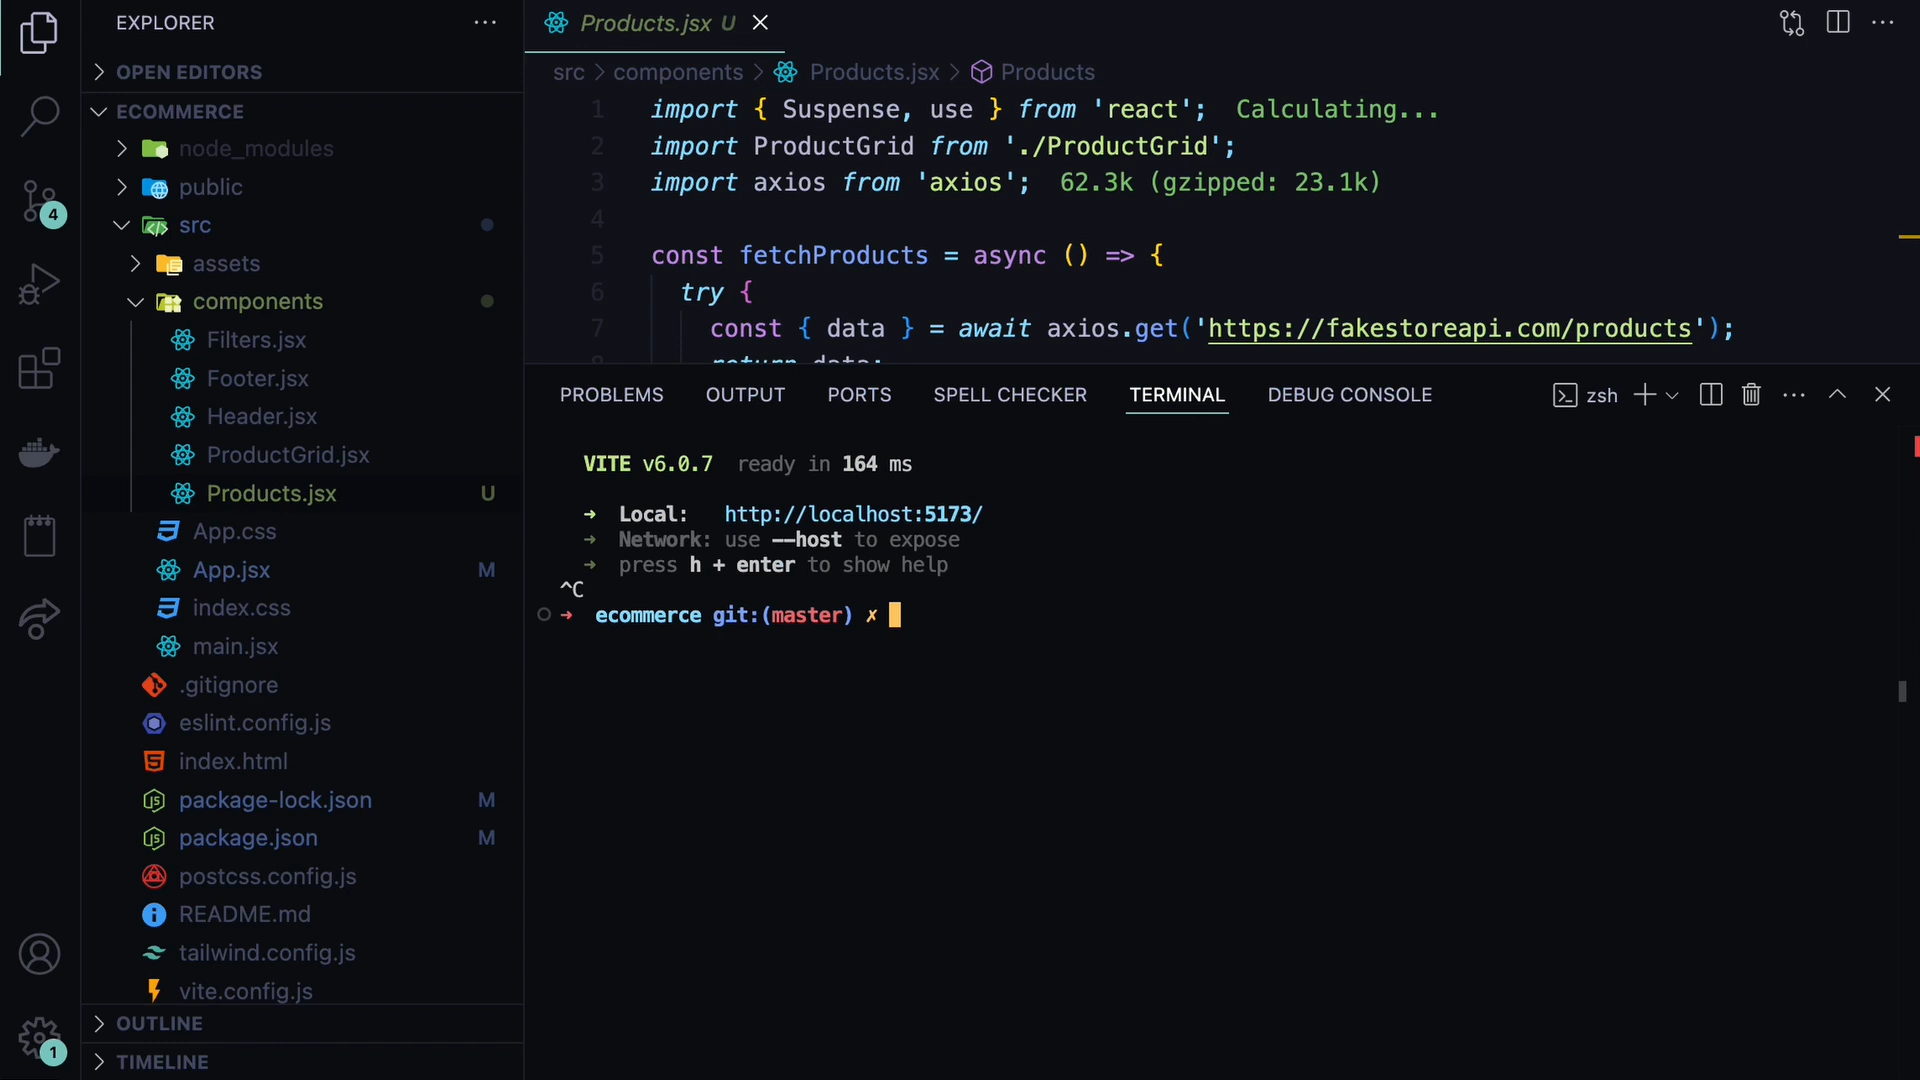 EXPLORER
OPEN EDITORS
ECOMMERCE
node_modules
public
src
assets
components
Filters.jsx
Footer.jsx
Header.jsx
ProductGrid.jsx
Products.jsx U
App.css
App.jsx M
index.css
main.jsx
.gitignore
eslint.config.js
index.html
package-lock.json M
package.json M
postcss.config.js
README.md
tailwind.config.js
vite.config.js
OUTLINE
TIMELINE
4
1
Products.jsx U
src > components > Products.jsx > Products
1 import { Suspense, use } from 'react'; Calculating...
2 import ProductGrid from './ProductGrid';
3 import axios from 'axios'; 62.3k (gzipped: 23.1k)
4
5 const fetchProducts = async () => {
6 try {
7 const { data } = await axios.get('https://fakestoreapi.com/products');
8 return data;
PROBLEMS OUTPUT PORTS SPELL CHECKER TERMINAL DEBUG CONSOLE zsh
VITE v6.0.7 ready in 164 ms
➜ Local: http://localhost:5173/
➜ Network: use --host to expose
➜ press h + enter to show help
^C
➜ ecommerce git:(master) ✗